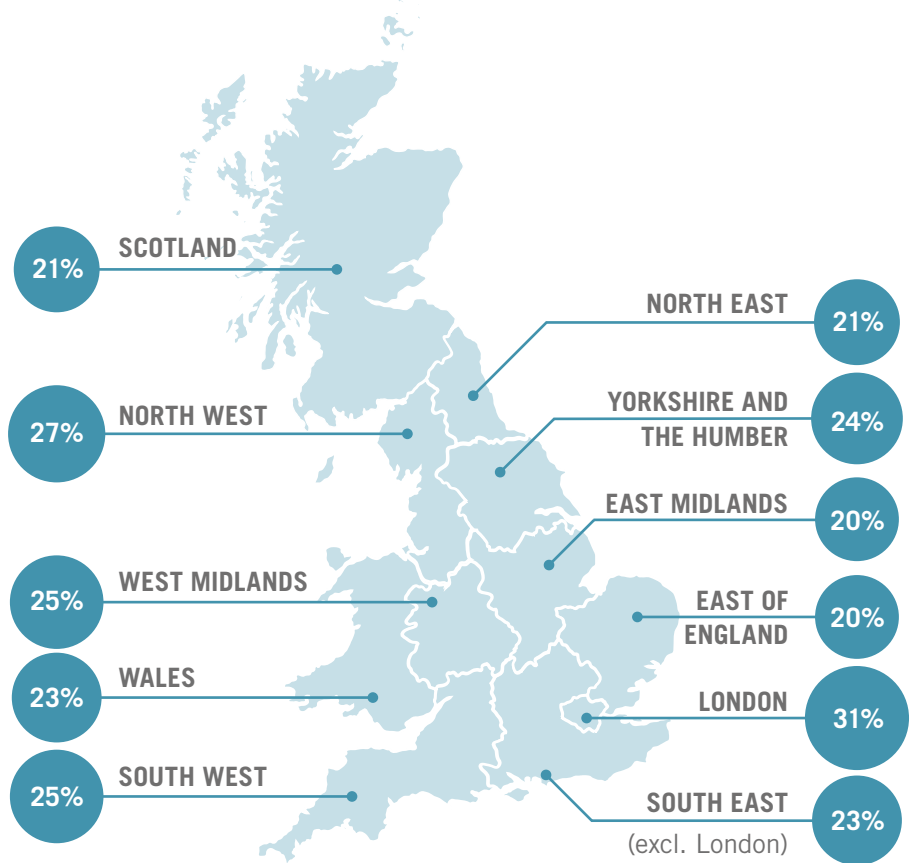 SCOTLAND
21%
NORTH WEST
27%
WEST MIDLANDS
25%
WALES
23%
SOUTH WEST
25%
NORTH EAST
21%
YORKSHIRE AND
THE HUMBER
24%
EAST MIDLANDS
20%
EAST OF
ENGLAND
20%
LONDON
31%
SOUTH EAST
(excl. London)
23%